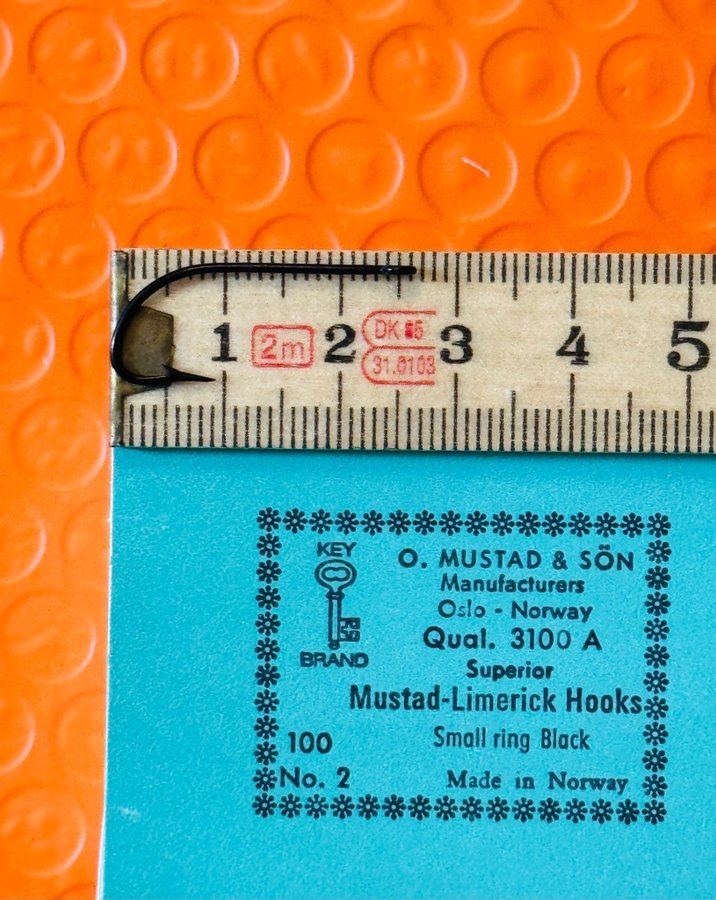 1 2m 2 DK 65 3 4 5
31.0103
KEY
BRAND
O. MUSTAD & SÖN
Manufacturers
Oslo - Norway
Qual. 3100 A
Superior
Mustad-Limerick Hooks
100
Small ring Black
No. 2
Made in Norway